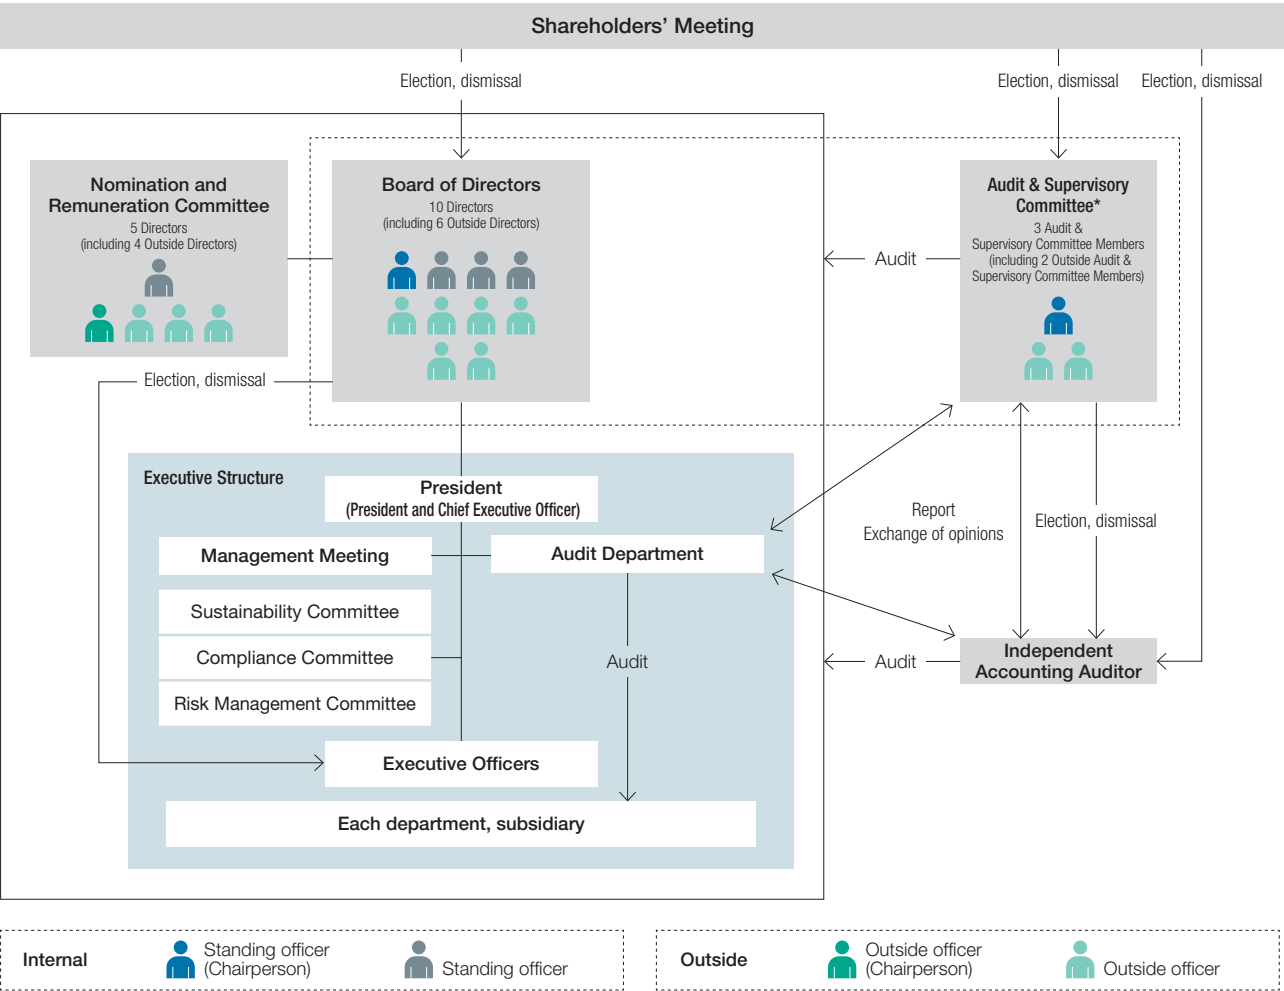 Shareholders’ Meeting
Election, dismissal
Election, dismissal
Election, dismissal
Nomination and
Remuneration Committee
5 Directors
(including 4 Outside Directors)
Board of Directors
10 Directors
(including 6 Outside Directors)
Audit & Supervisory
Committee*
3 Audit &
Supervisory Committee Members
(including 2 Outside Audit &
Supervisory Committee Members)
Audit
Election, dismissal
Executive Structure
President
(President and Chief Executive Officer)
Management Meeting
Audit Department
Sustainability Committee
Compliance Committee
Risk Management Committee
Audit
Executive Officers
Each department, subsidiary
Report
Exchange of opinions
Election, dismissal
Audit
Independent
Accounting Auditor
Internal
Standing officer
(Chairperson)
Standing officer
Outside
Outside officer
(Chairperson)
Outside officer